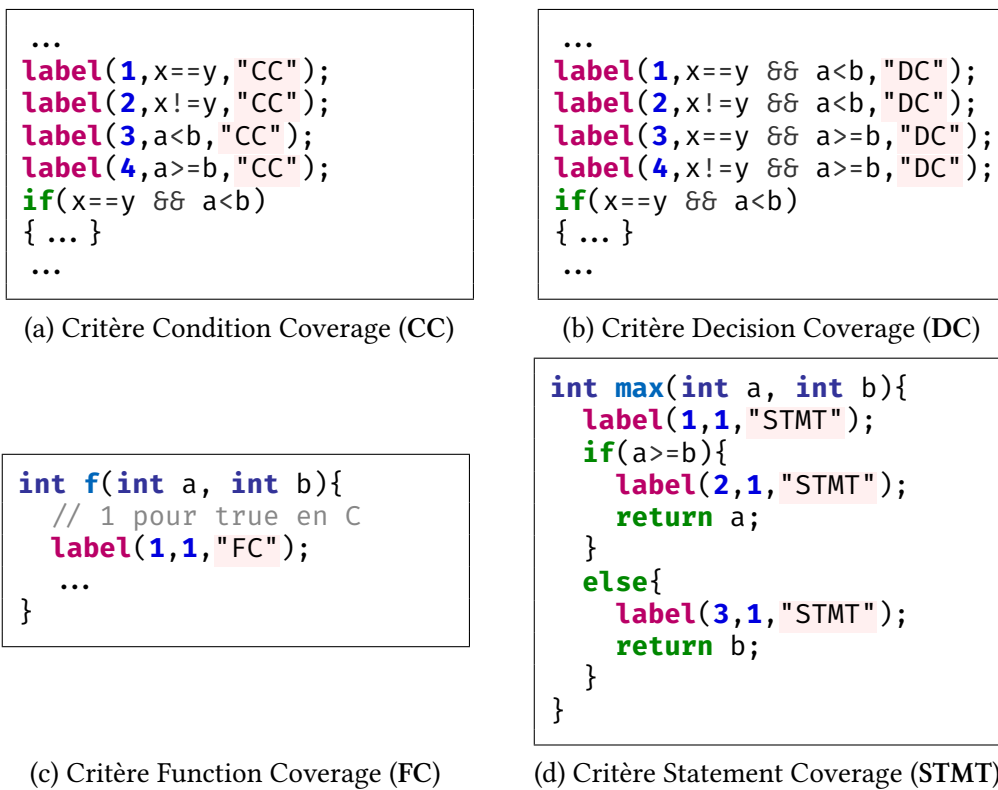 ...
label(1,x==y,"CC");
label(2,x!=y,"CC");
label(3,a<b,"CC");
label(4,a>=b,"CC");
if(x==y && a<b)
{ ... }
...
(a) Critère Condition Coverage (CC)
...
label(1,x==y && a<b,"DC");
label(2,x!=y && a<b,"DC");
label(3,x==y && a>=b,"DC");
label(4,x!=y && a>=b,"DC");
if(x==y && a<b)
{ ... }
...
(b) Critère Decision Coverage (DC)
int f(int a, int b){
// 1 pour true en C
label(1,1,"FC");
...
}
(c) Critère Function Coverage (FC)
int max(int a, int b){
label(1,1,"STMT");
if(a>=b){
label(2,1,"STMT");
return a;
}
else{
label(3,1,"STMT");
return b;
}
}
(d) Critère Statement Coverage (STMT)